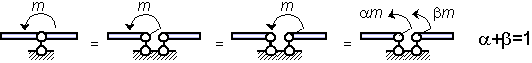 m = m = m = αm βm α+β=1